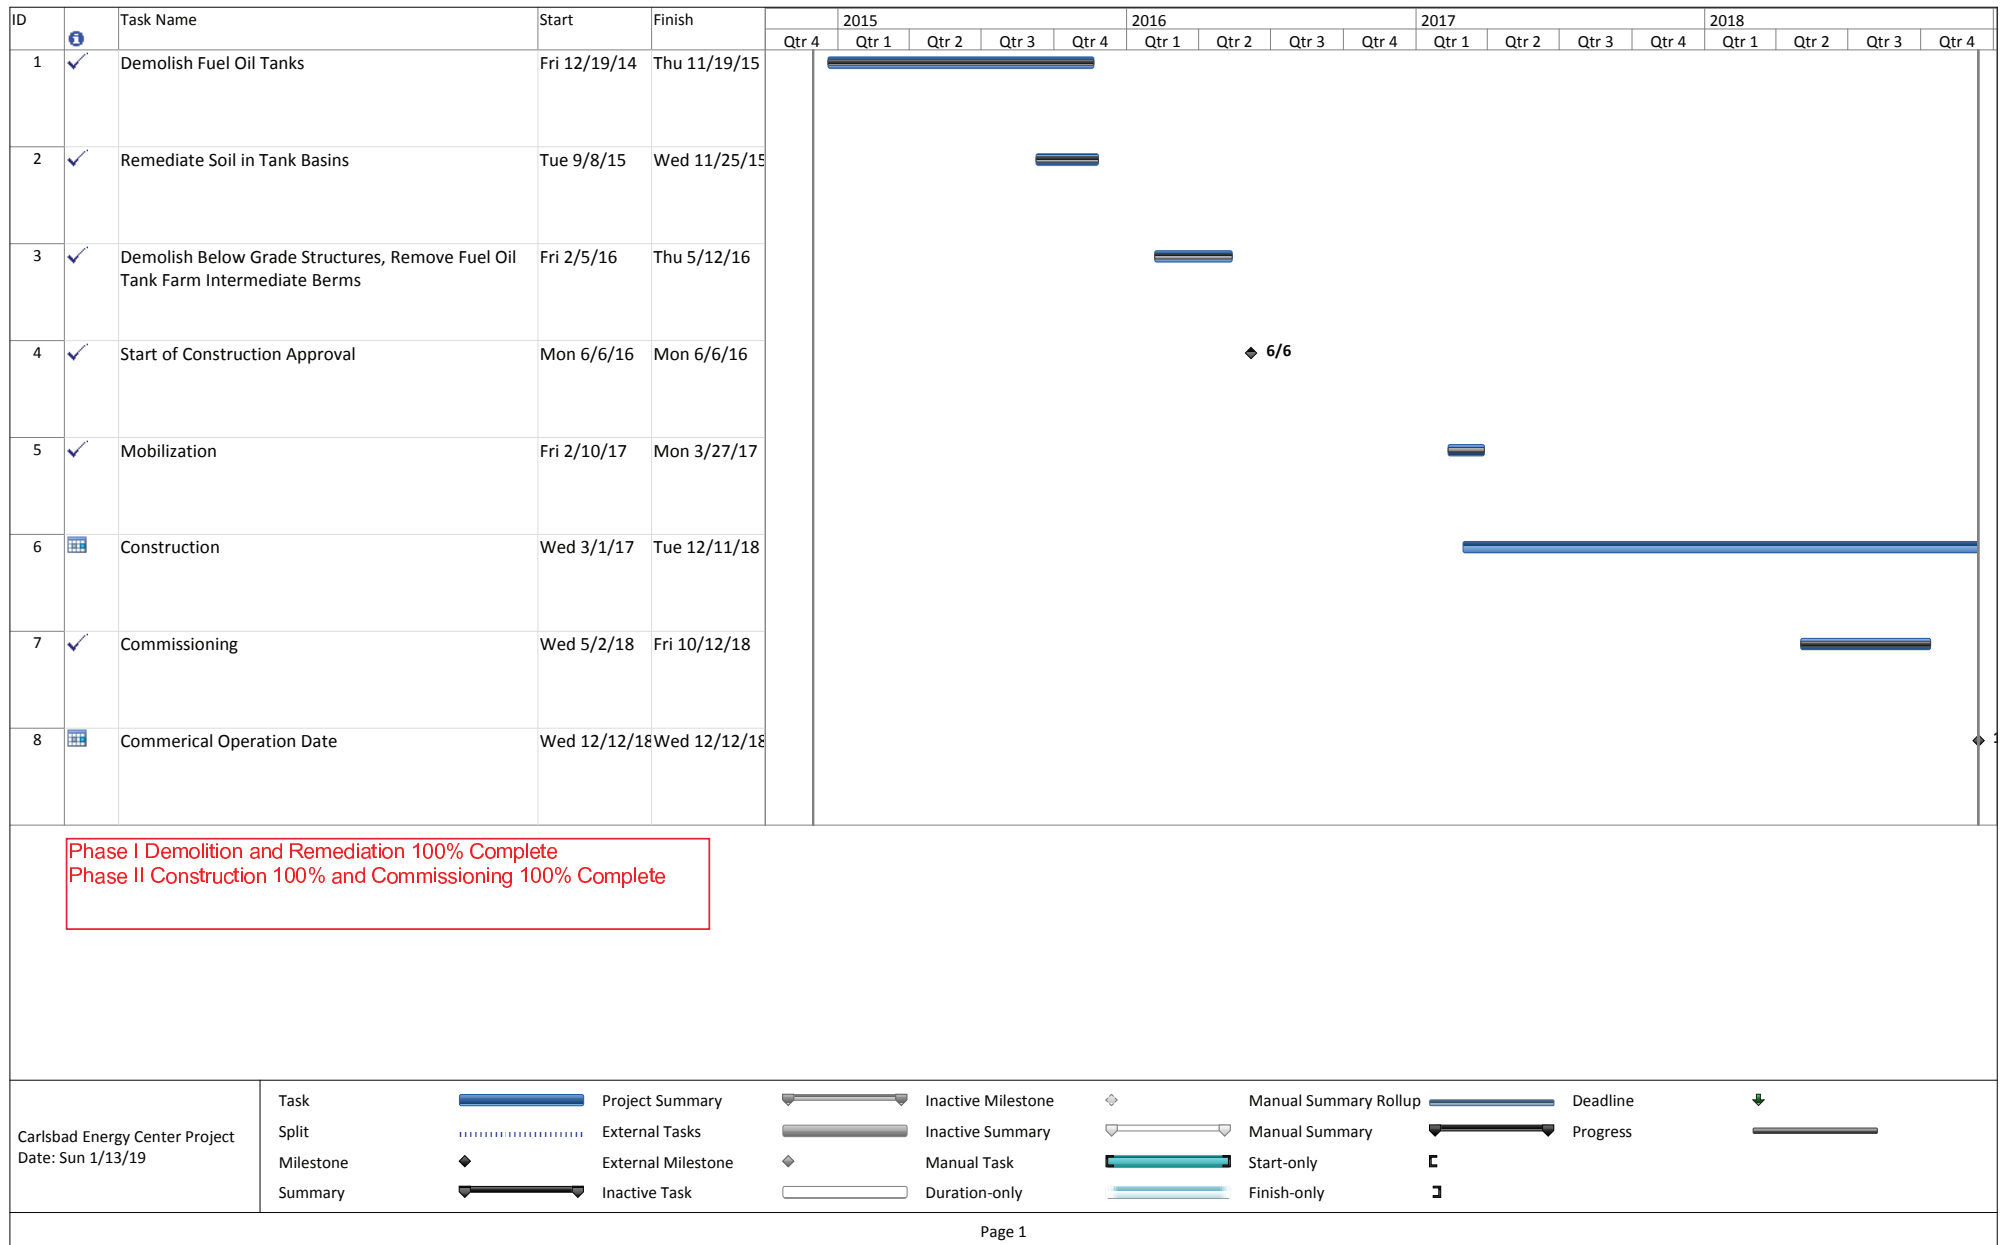 ID Task Name Start Finish
2015 2016 2017 2018
Qtr 4 Qtr 1 Qtr 2 Qtr 3 Qtr 4 Qtr 1 Qtr 2 Qtr 3 Qtr 4 Qtr 1 Qtr 2 Qtr 3 Qtr 4 Qtr 1 Qtr 2 Qtr 3 Qtr 4
1 Demolish Fuel Oil Tanks Fri 12/19/14 Thu 11/19/15
2 Remediate Soil in Tank Basins Tue 9/8/15 Wed 11/25/15
3 Demolish Below Grade Structures, Remove Fuel Oil Fri 2/5/16 Thu 5/12/16
Tank Farm Intermediate Berms
4 Start of Construction Approval Mon 6/6/16 Mon 6/6/16 6/6
5 Mobilization Fri 2/10/17 Mon 3/27/17
6 Construction Wed 3/1/17 Tue 12/11/18
7 Commissioning Wed 5/2/18 Fri 10/12/18
8 Commerical Operation Date Wed 12/12/18 Wed 12/12/18
Phase I Demolition and Remediation 100% Complete
Phase II Construction 100% and Commissioning 100% Complete
Carlsbad Energy Center Project
Date: Sun 1/13/19
Task Project Summary Inactive Milestone Manual Summary Rollup Deadline
Split External Tasks Inactive Summary Manual Summary Progress
Milestone External Milestone Manual Task Start-only
Summary Inactive Task Duration-only Finish-only
Page 1